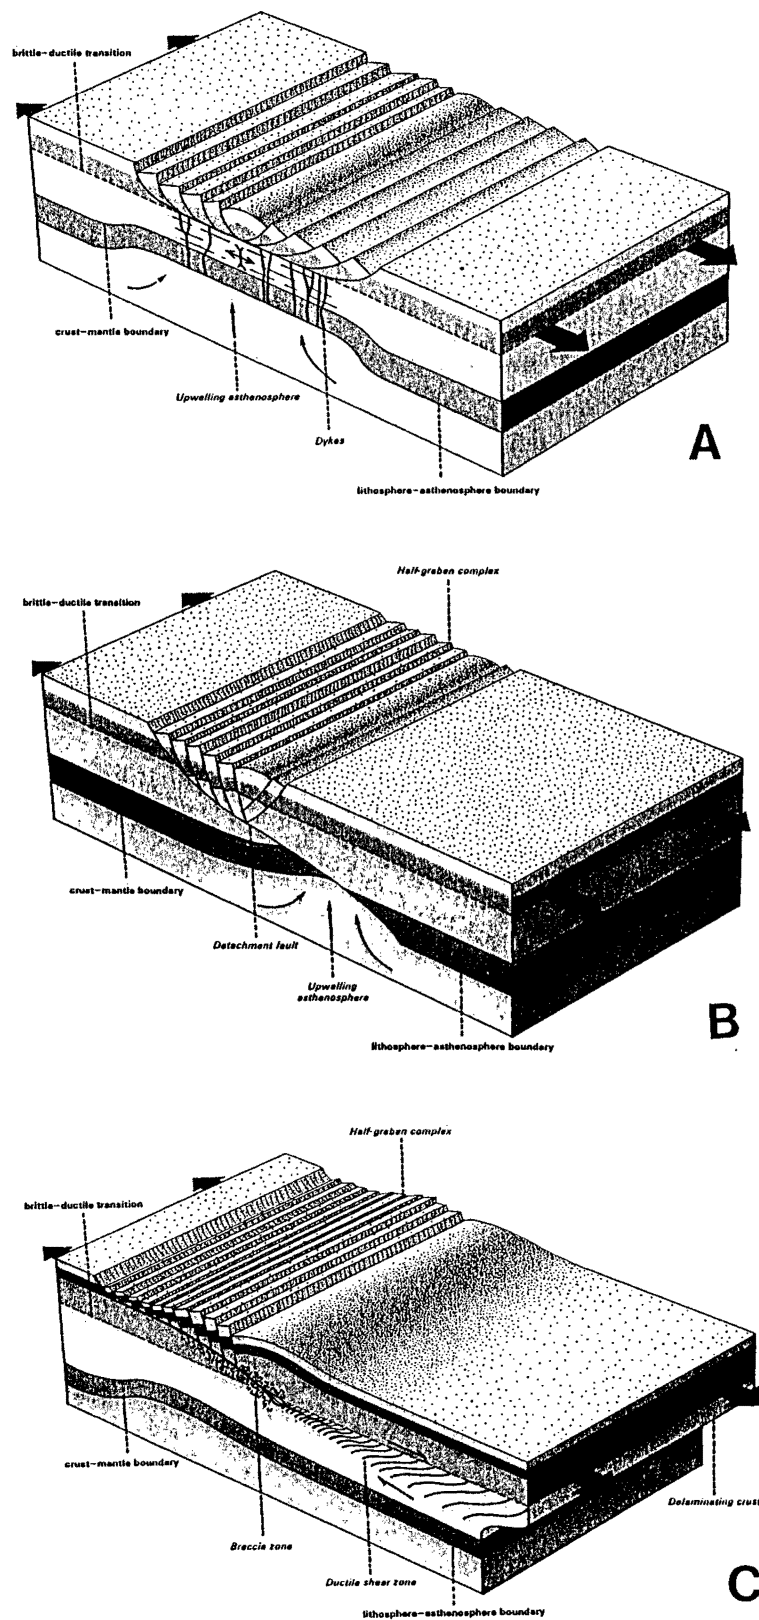 brittle-ductile transition
crust-mantle boundary
Upwelling asthenosphere
Dykes
lithosphere-asthenosphere boundary
A
Half-graben complex
brittle-ductile transition
crust-mantle boundary
Detachment fault
Upwelling
asthenosphere
lithosphere-asthenosphere boundary
B
Half-graben complex
brittle-ductile transition
crust-mantle boundary
Delaminating crust
Breccia zone
Ductile shear zone
lithosphere-asthenosphere boundary
C